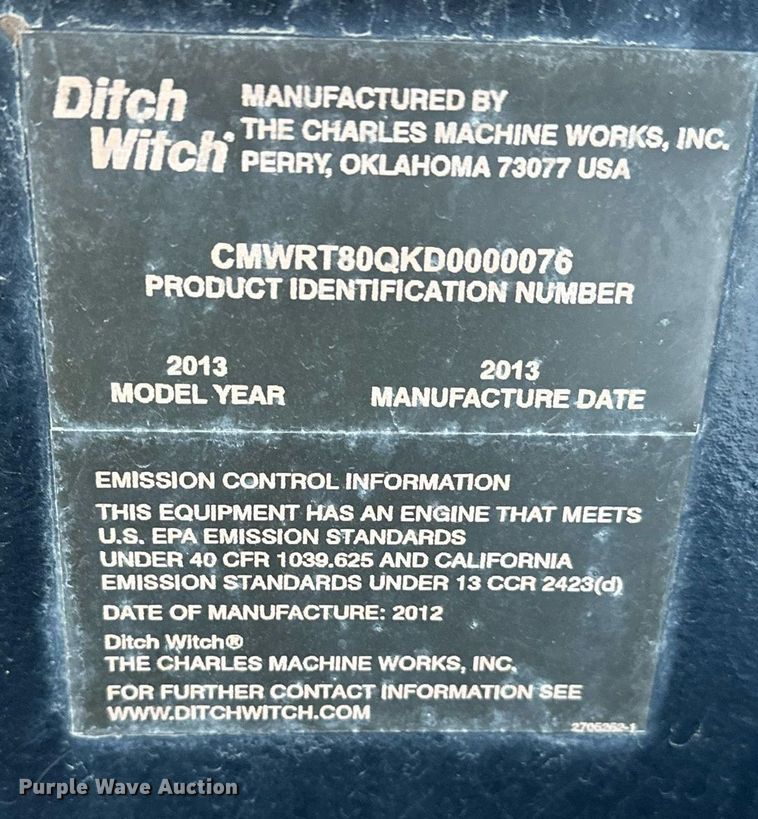 Ditch Witch®
MANUFACTURED BY
THE CHARLES MACHINE WORKS, INC.
PERRY, OKLAHOMA 73077 USA
CMWRT80QKD0000076
PRODUCT IDENTIFICATION NUMBER
2013 2013
MODEL YEAR MANUFACTURE DATE
EMISSION CONTROL INFORMATION
THIS EQUIPMENT HAS AN ENGINE THAT MEETS
U.S. EPA EMISSION STANDARDS
UNDER 40 CFR 1039.625 AND CALIFORNIA
EMISSION STANDARDS UNDER 13 CCR 2423(d)
DATE OF MANUFACTURE: 2012
Ditch Witch®
THE CHARLES MACHINE WORKS, INC.
FOR FURTHER CONTACT INFORMATION SEE
WWW.DITCHWITCH.COM
Purple Wave Auction